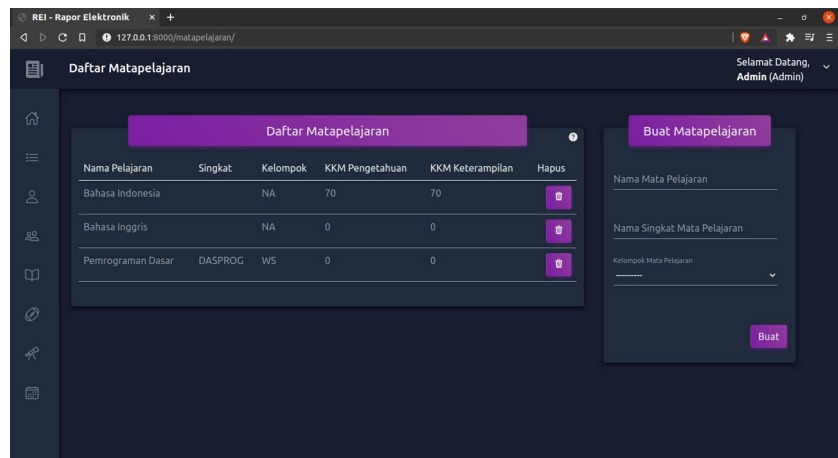 REI - Rapor Elektronik
127.0.0.1:8000/matapelajaran/
Daftar Matapelajaran
Selamat Datang,
Admin (Admin)
Daftar Matapelajaran
Nama Pelajaran Singkat Kelompok KKM Pengetahuan KKM Keterampilan Hapus
Bahasa Indonesia NA 70 70
Bahasa Inggris NA 0 0
Pemrograman Dasar DASPROG WS 0 0
Buat Matapelajaran
Nama Mata Pelajaran
Nama Singkat Mata Pelajaran
Kelompok Mata Pelajaran
---------
Buat